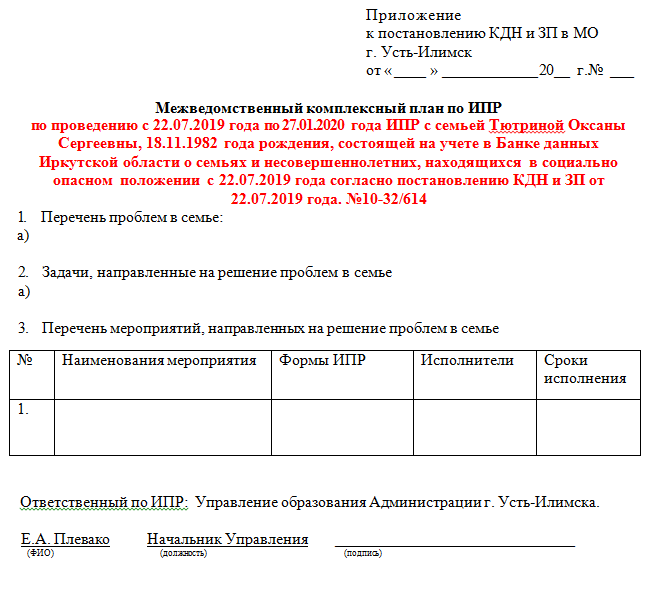 Приложение
к постановлению КДН и ЗП в МО
г. Усть-Илимск
от «____ » _____________20__ г.№ ___
Межведомственный комплексный план по ИПР
по проведению с 22.07.2019 года по 27.01.2020 года ИПР с семьей Тютриной Оксаны
Сергеевны, 18.11.1982 года рождения, состоящей на учете в Банке данных
Иркутской области о семьях и несовершеннолетних, находящихся в социально
опасном положении с 22.07.2019 года согласно постановлению КДН и ЗП от
22.07.2019 года. №10-32/614
1. Перечень проблем в семье:
а)
2. Задачи, направленные на решение проблем в семье
а)
3. Перечень мероприятий, направленных на решение проблем в семье
№ Наименования мероприятия Формы ИПР Исполнители Сроки
исполнения
1.
Ответственный по ИПР: Управление образования Администрации г. Усть-Илимска.
Е.А. Плевако Начальник Управления ______________________________
(ФИО) (должность) (подпись)